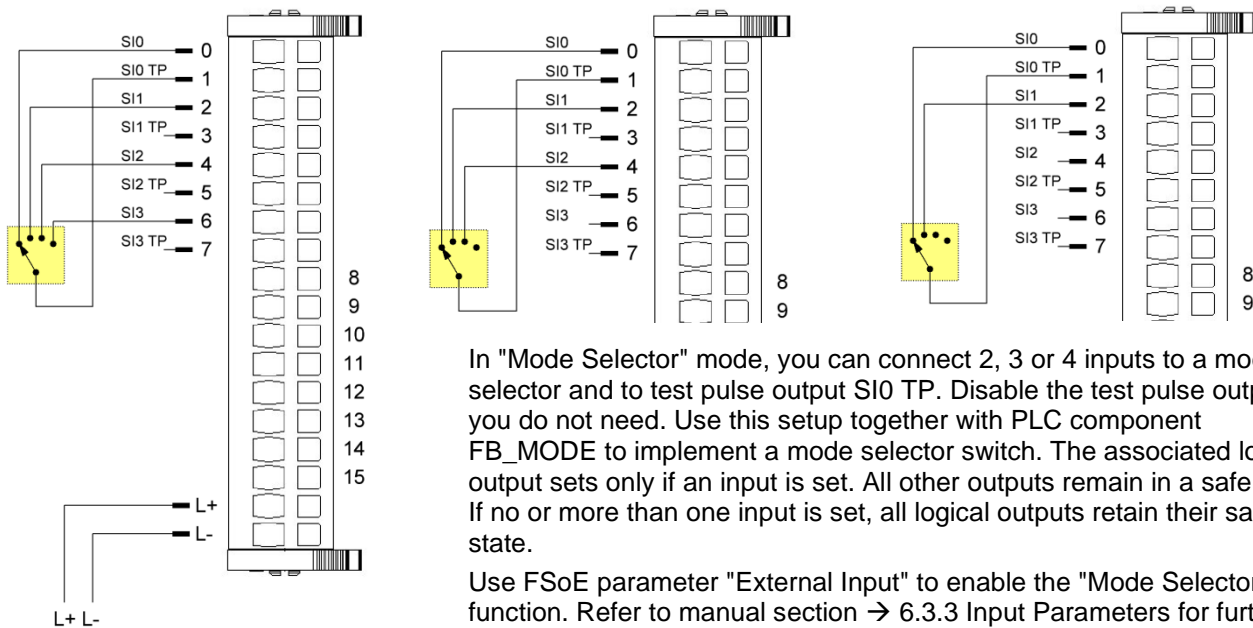 SI0 0
SI0 TP 1
SI1 2
SI1 TP 3
SI2 4
SI2 TP 5
SI3 6
SI3 TP 7
8
9
10
11
12
13
14
15
L+
L-
L+ L-
SI0 0
SI0 TP 1
SI1 2
SI1 TP 3
SI2 4
SI2 TP 5
SI3 6
SI3 TP 7
8
9
SI0 0
SI0 TP 1
SI1 2
SI1 TP 3
SI2 4
SI2 TP 5
SI3 6
SI3 TP 7
8
9
In "Mode Selector" mode, you can connect 2, 3 or 4 inputs to a mo
selector and to test pulse output SI0 TP. Disable the test pulse outp
you do not need. Use this setup together with PLC component
FB_MODE to implement a mode selector switch. The associated lo
output sets only if an input is set. All other outputs remain in a safe
If no or more than one input is set, all logical outputs retain their sa
state.
Use FSoE parameter "External Input" to enable the "Mode Selector
function. Refer to manual section → 6.3.3 Input Parameters for furt